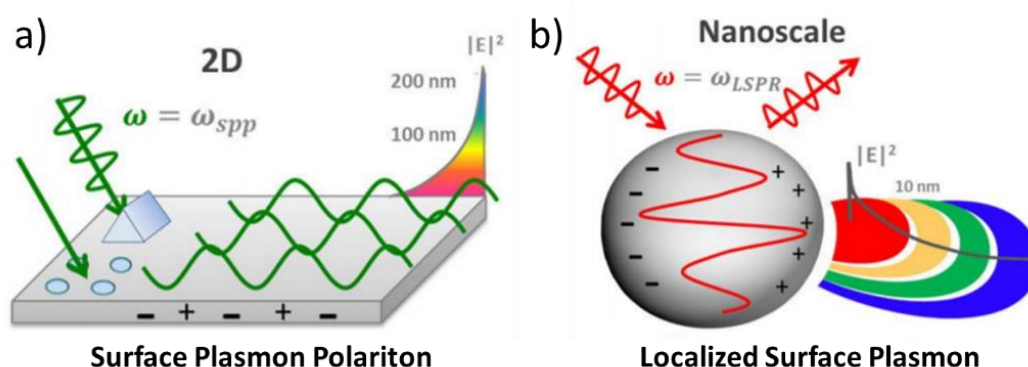 a)
2D
|E|²
200 nm
ω = ω_spp
100 nm
- + - + -
Surface Plasmon Polariton
b)
Nanoscale
ω = ω_LSPR
|E|²
10 nm
- +
- +
- +
- +
- +
Localized Surface Plasmon